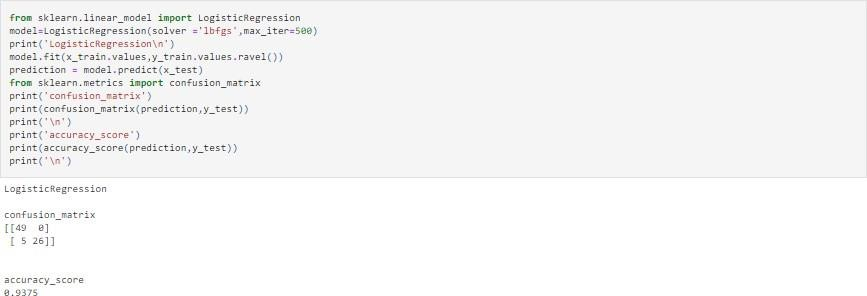 from sklearn.linear_model import LogisticRegression
model=LogisticRegression(solver ='lbfgs',max_iter=500)
print('LogisticRegression\n')
model.fit(x_train.values,y_train.values.ravel())
prediction = model.predict(x_test)
from sklearn.metrics import confusion_matrix
print('confusion_matrix')
print(confusion_matrix(prediction,y_test))
print('\n')
print('accuracy_score')
print(accuracy_score(prediction,y_test))
print('\n')
LogisticRegression
confusion_matrix
[[49  0]
 [ 5 26]]
accuracy_score
0.9375